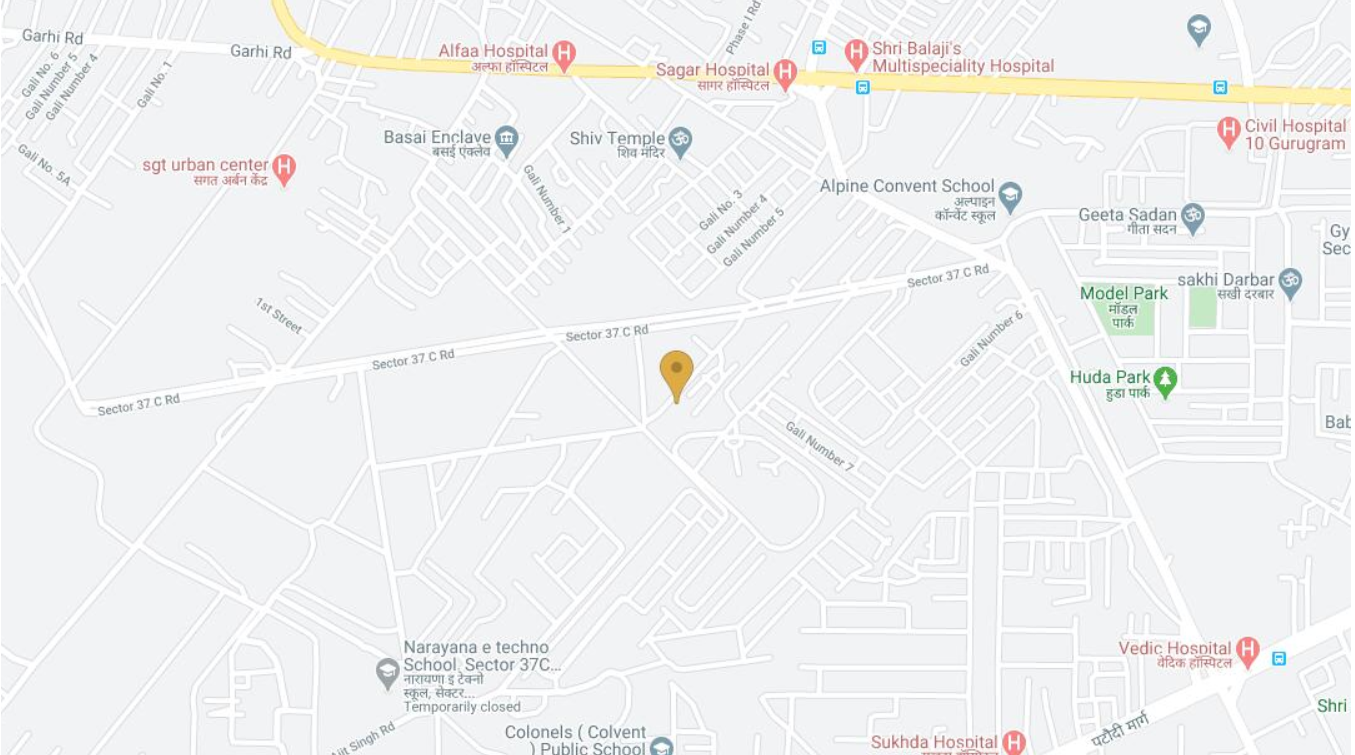 Garhi Rd
Garhi Rd
Gali No. 6
Gali Number 5
Gali Number 4
Gali No. 1
Gali No. 5A
Phase I Rd
Alfaa Hospital
अल्फा हॉस्पिटल
Sagar Hospital
सागर हॉस्पिटल
Shri Balaji's
Multispeciality Hospital
Civil Hospital
10 Gurugram
Basai Enclave
बसई एंक्लेव
Shiv Temple
शिव मंदिर
sgt urban center
सगत अर्बन केंद्र
Gali Number 1
Gali No. 3
Gali Number 4
Gali Number 5
Alpine Convent School
अल्पाइन
कॉन्वेंट स्कूल
Geeta Sadan
गीता सदन
Gy
Sec
sakhi Darbar
सखी दरबार
Model Park
मॉडल
पार्क
Sector 37 C Rd
1st Street
Sector 37 C Rd
Sector 37 C Rd
Sector 37 C Rd
Gali Number 6
Huda Park
हुडा पार्क
Bab
Gali Number 7
Narayana e techno
School, Sector 37C...
नारायणा इ टेक्नो
स्कूल, सेक्टर...
Temporarily closed
Vedic Hospital
वेदिक हॉस्पिटल
Shri
पटौदी मार्ग
Colonels ( Colvent
) Public School
Sukhda Hospital